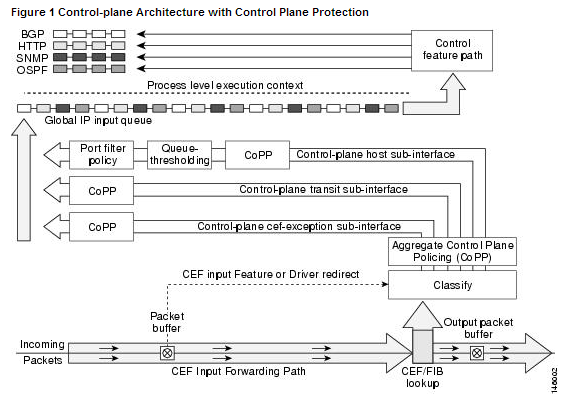 Figure 1 Control-plane Architecture with Control Plane Protection
BGP
HTTP
SNMP
OSPF
Control
feature path
Process level execution context
Global IP input queue
Port filter
policy
Queue-
thresholding
CoPP
Control-plane host sub-interface
CoPP
Control-plane transit sub-interface
CoPP
Control-plane cef-exception sub-interface
Aggregate Control Plane
Policing (CoPP)
CEF input Feature or Driver redirect
Classify
Packet
buffer
Output packet
buffer
Incoming
Packets
CEF Input Forwarding Path
CEF/FIB
lookup